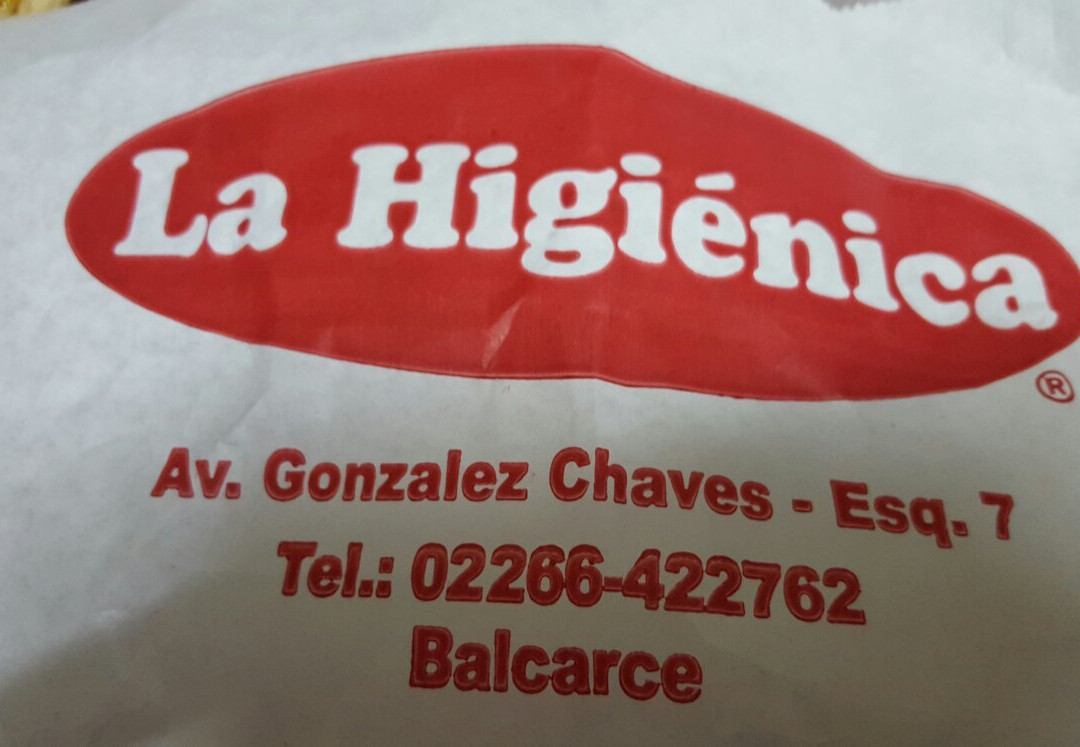 La Higiénica
®
Av. Gonzalez Chaves - Esq. 7
Tel.: 02266-422762
Balcarce